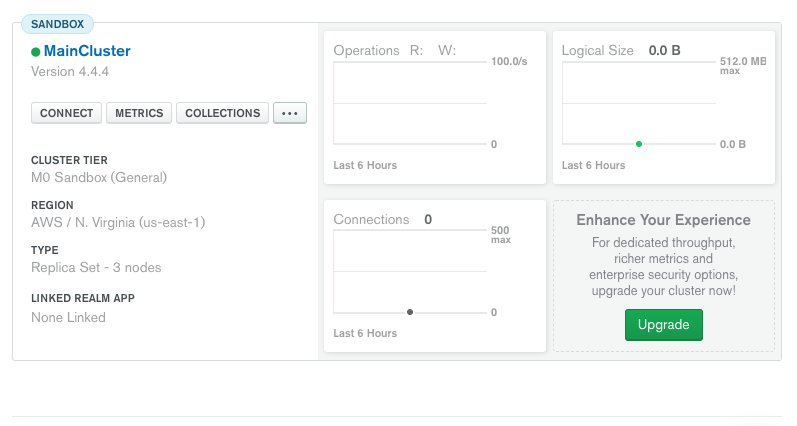 SANDBOX
MainCluster
Version 4.4.4
CONNECT
METRICS
COLLECTIONS
...
CLUSTER TIER
M0 Sandbox (General)
REGION
AWS / N. Virginia (us-east-1)
TYPE
Replica Set - 3 nodes
LINKED REALM APP
None Linked
Operations R: W:
100.0/s
0
Last 6 Hours
Logical Size 0.0 B
512.0 MB
max
0.0 B
Last 6 Hours
Connections 0
500
max
0
Last 6 Hours
Enhance Your Experience
For dedicated throughput,
richer metrics and
enterprise security options,
upgrade your cluster now!
Upgrade